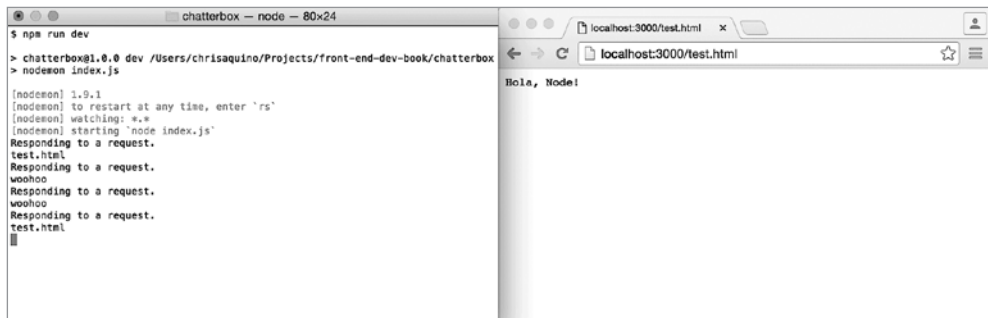 chatterbox — node — 80×24
$ npm run dev
> chatterbox@1.0.0 dev /Users/chrisaquino/Projects/front-end-dev-book/chatterbox
> nodemon index.js
[nodemon] 1.9.1
[nodemon] to restart at any time, enter `rs`
[nodemon] watching: *.*
[nodemon] starting `node index.js`
Responding to a request.
test.html
Responding to a request.
woohoo
Responding to a request.
woohoo
Responding to a request.
test.html
localhost:3000/test.html
localhost:3000/test.html
Hola, Node!